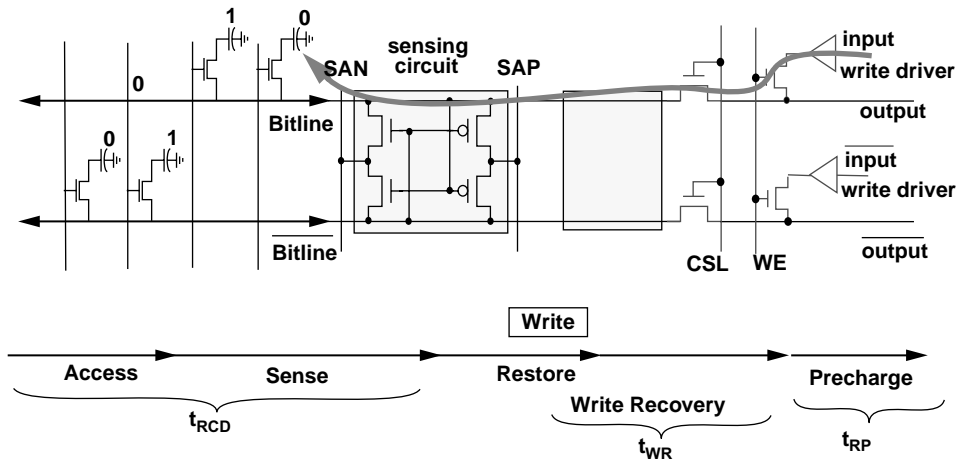 1
0
sensing
circuit
SAN
SAP
input
write driver
0
Bitline
output
0
1
input
write driver
Bitline
output
CSL
WE
Write
Access
Sense
Restore
Precharge
Write Recovery
tRCD
tWR
tRP